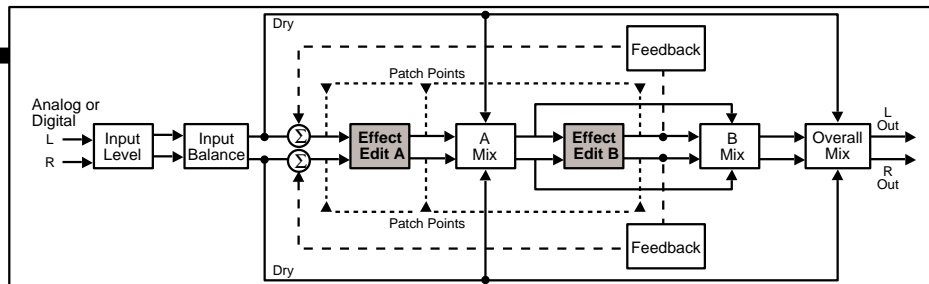 Dry
Feedback
Patch Points
Analog or
Digital
L
R
Input
Level
Input
Balance
Σ
Σ
Effect
Edit A
A
Mix
Effect
Edit B
B
Mix
Overall
Mix
L
Out
R
Out
Patch Points
Feedback
Dry